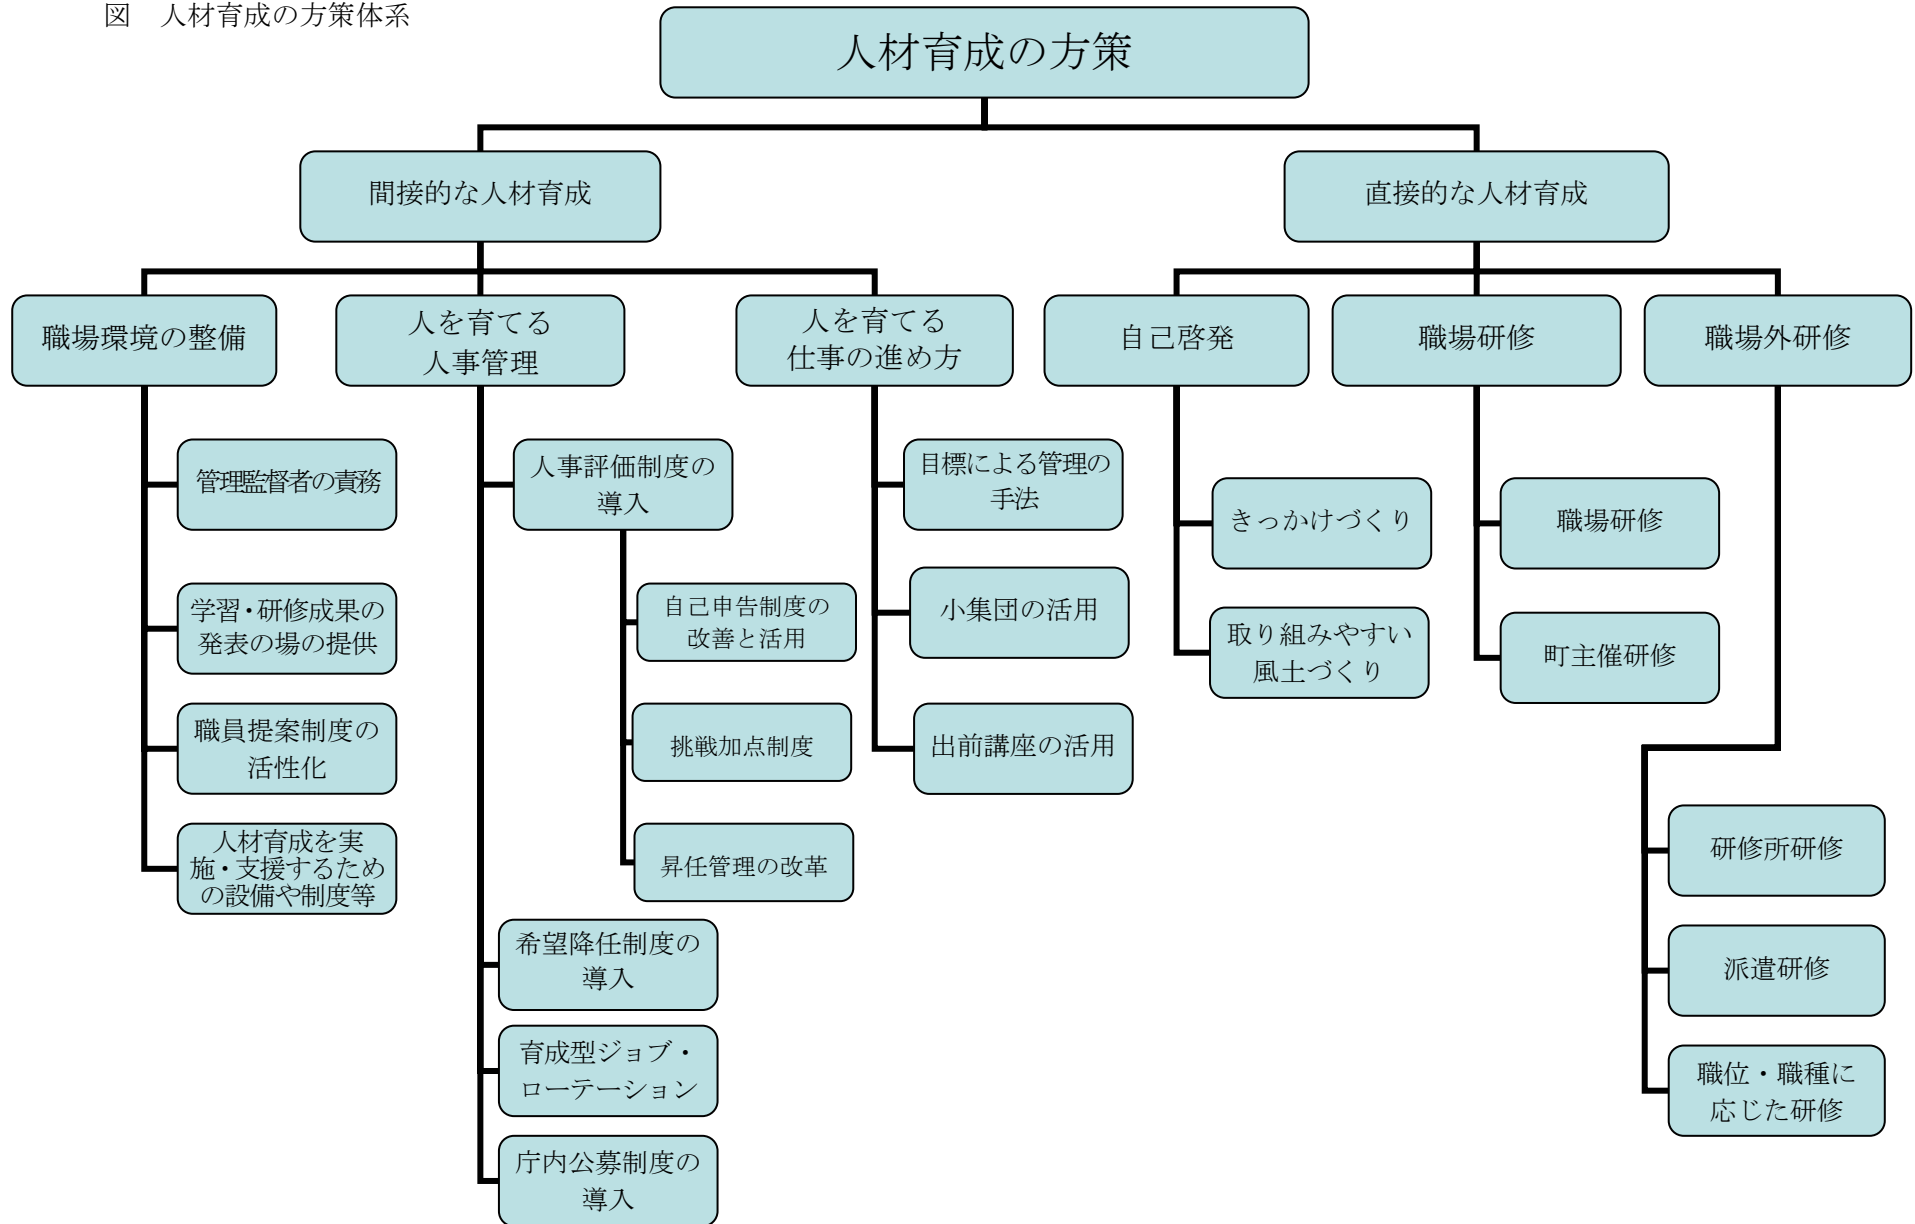 図　人材育成の方策体系
人材育成の方策
間接的な人材育成
直接的な人材育成
職場環境の整備
人を育てる
人事管理
人を育てる
仕事の進め方
自己啓発
職場研修
職場外研修
管理監督者の責務
学習・研修成果の
発表の場の提供
職員提案制度の
活性化
人材育成を実
施・支援するため
の設備や制度等
人事評価制度の
導入
自己申告制度の
改善と活用
挑戦加点制度
昇任管理の改革
希望降任制度の
導入
育成型ジョブ・
ローテーション
庁内公募制度の
導入
目標による管理の
手法
小集団の活用
出前講座の活用
きっかけづくり
取り組みやすい
風土づくり
職場研修
町主催研修
研修所研修
派遣研修
職位・職種に
応じた研修